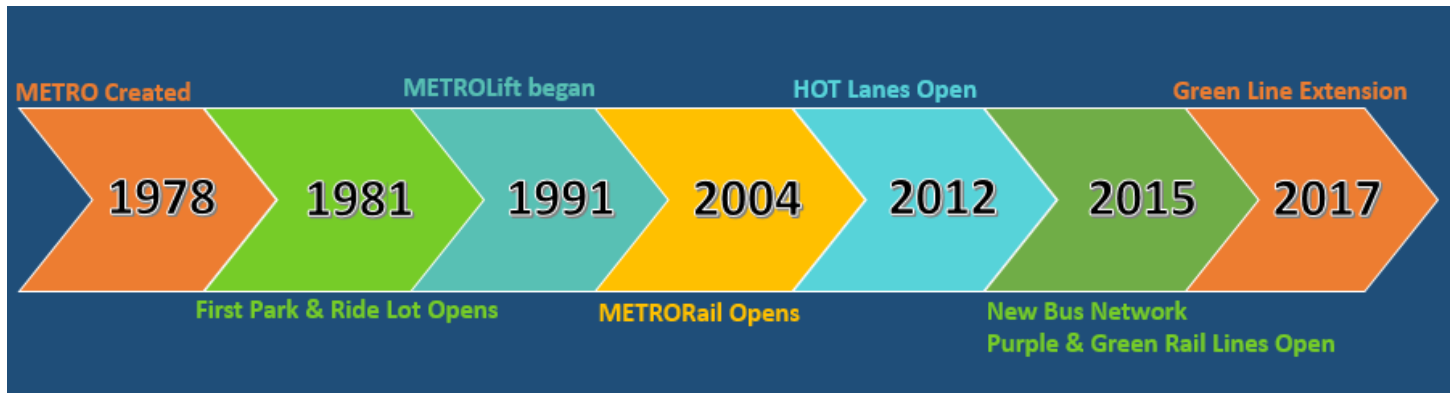 METRO Created
METROLift began
HOT Lanes Open
Green Line Extension
1978
1981
1991
2004
2012
2015
2017
First Park & Ride Lot Opens
METRORail Opens
New Bus Network
Purple & Green Rail Lines Open